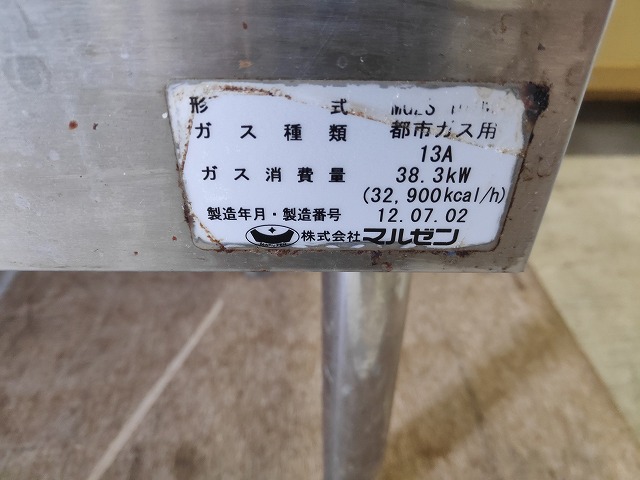 形 式
ガス種類 都市ガス用
13A
ガス消費量 38.3kW
(32,900kcal/h)
製造年月・製造番号 12.07.02
株式会社マルゼン